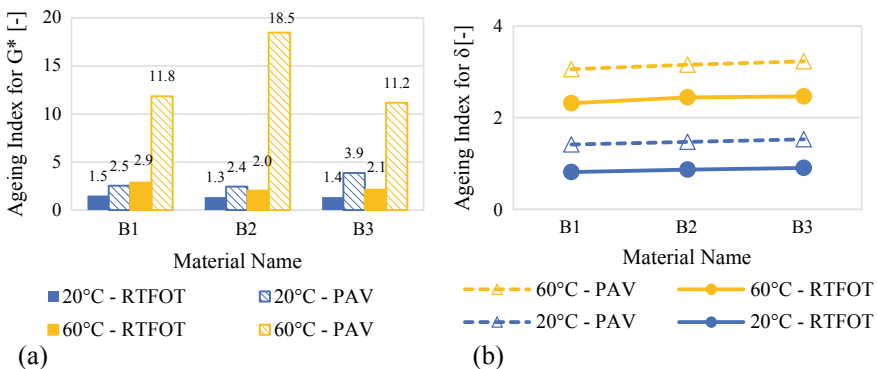 Ageing Index for G* [-]
20
15
10
5
0
1.5
2.5
2.9
11.8
1.3
2.4
2.0
18.5
1.4
3.9
2.1
11.2
B1 B2 B3
Material Name
20°C - RTFOT 20°C - PAV
60°C - RTFOT 60°C - PAV
(a)
Ageing Index for δ [-]
4
2
0
B1 B2 B3
Material Name
60°C - PAV 60°C - RTFOT
20°C - PAV 20°C - RTFOT
(b)